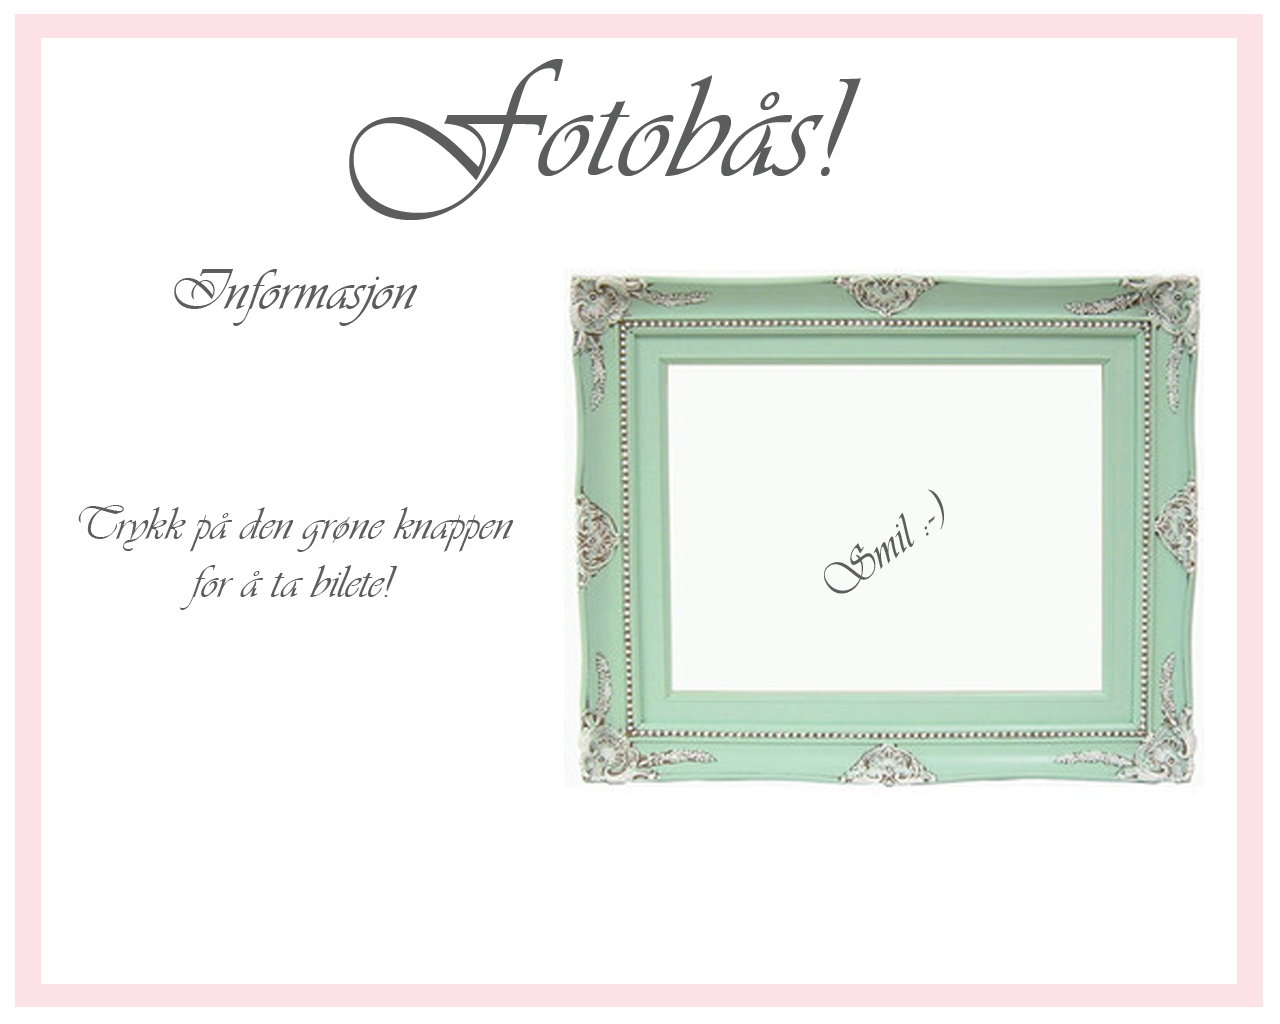 Fotobås!
Informasjon
Trykk på den grøne knappen
for å ta bilete!
Smil :-)